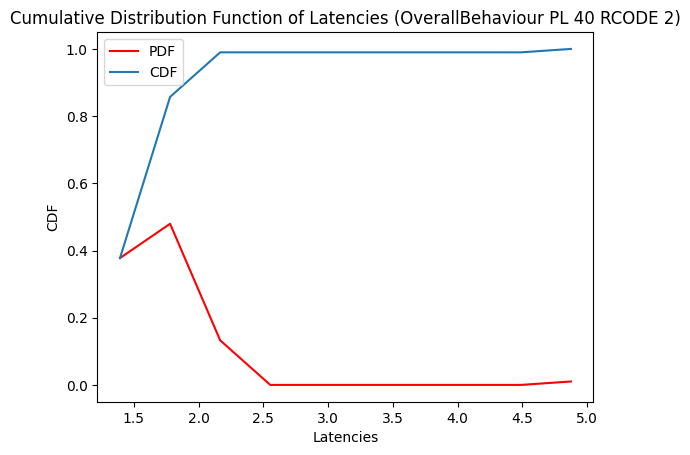 Cumulative Distribution Function of Latencies (OverallBehaviour PL 40 RCODE 2)
PDF
CDF
1.0
0.8
0.6
0.4
0.2
0.0
CDF
1.5 2.0 2.5 3.0 3.5 4.0 4.5 5.0
Latencies